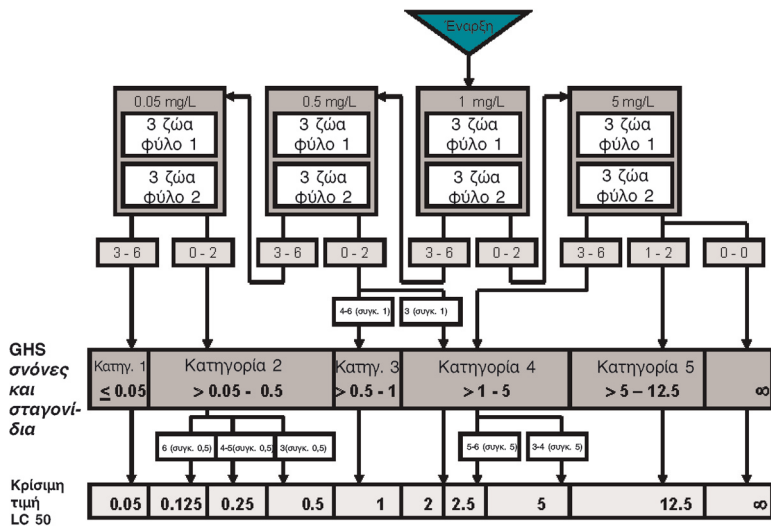 Έναρξη
0.05 mg/L
0.5 mg/L
1 mg/L
5 mg/L
3 ζώα
φύλο 1
3 ζώα
φύλο 1
3 ζώα
φύλο 1
3 ζώα
φύλο 1
3 ζώα
φύλο 2
3 ζώα
φύλο 2
3 ζώα
φύλο 2
3 ζώα
φύλο 2
3 - 6
0 - 2
3 - 6
0 - 2
3 - 6
0 - 2
3 - 6
1 - 2
0 - 0
4-6 (συγκ. 1)
3 (συγκ. 1)
GHS
σνόνες
και
σταγονί-
δια
Κατηγ. 1
≤ 0.05
Κατηγορία 2
> 0.05 - 0.5
Κατηγ. 3
> 0.5 - 1
Κατηγορία 4
> 1 - 5
Κατηγορία 5
> 5 – 12.5
∞
6 (συγκ. 0,5)
4-5(συγκ. 0,5)
3(συγκ. 0,5)
5-6 (συγκ. 5)
3-4 (συγκ. 5)
Κρίσιμη
τιμή
LC 50
0.05 0.125 0.25 0.5 1 2 2.5 5 12.5 ∞